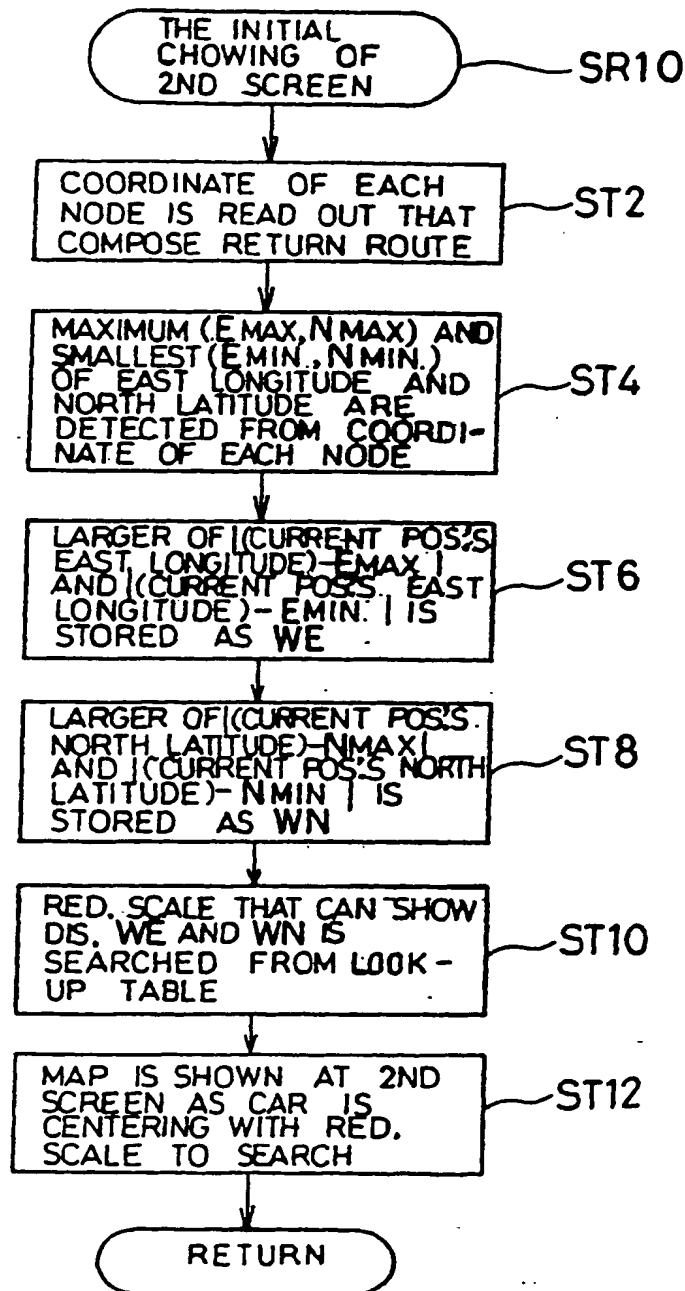 THE INITIAL
CHOWING OF
2ND SCREEN
SR10
COORDINATE OF EACH
NODE IS READ OUT THAT
COMPOSE RETURN ROUTE
ST2
MAXIMUM (EMAX, NMAX) AND
SMALLEST (EMIN., NMIN.)
OF EAST LONGITUDE AND
NORTH LATITUDE ARE
DETECTED FROM COORDI-
NATE OF EACH NODE
ST4
LARGER OF |(CURRENT POS.'S
EAST LONGITUDE)-EMAX|
AND |(CURRENT POS.'S EAST
LONGITUDE)-EMIN. | IS
STORED AS WE
ST6
LARGER OF |(CURRENT POS.'S
NORTH LATITUDE)-NMAX|
AND |(CURRENT POS.'S NORTH
LATITUDE)-NMIN | IS
STORED AS WN
ST8
RED. SCALE THAT CAN SHOW
DIS. WE AND WN IS
SEARCHED FROM LOOK-
UP TABLE
ST10
MAP IS SHOWN AT 2ND
SCREEN AS CAR IS
CENTERING WITH RED.
SCALE TO SEARCH
ST12
RETURN